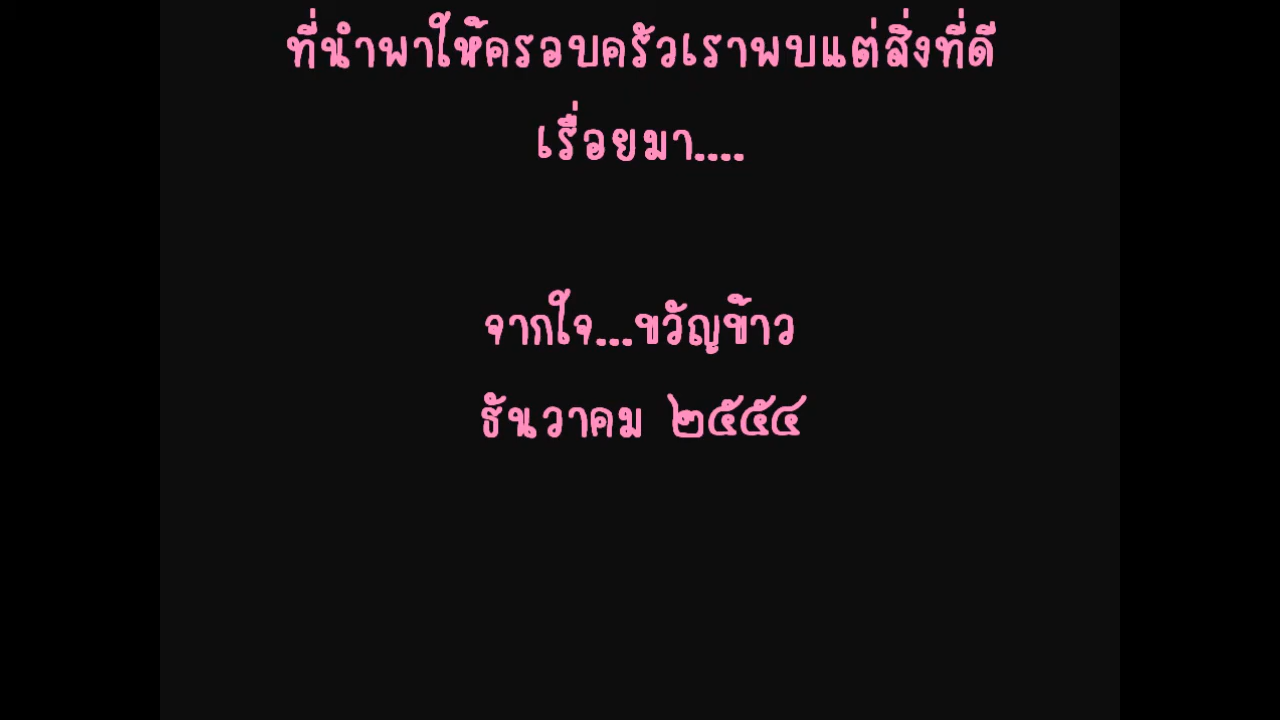 ที่นำพาให้ครอบครัวเราพบแต่สิ่งที่ดี
เรื่อยมา....
จากใจ...ขวัญข้าว
ธันวาคม ๒๕๕๔